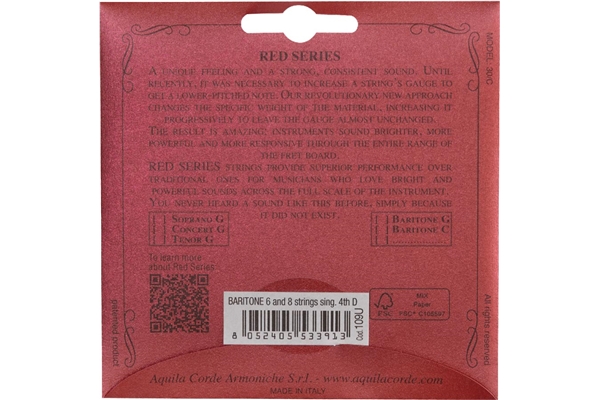 RED SERIES
A UNIQUE FEELING AND A STRONG, CONSISTENT SOUND. UNTIL
RECENTLY, IT WAS NECESSARY TO INCREASE A STRING'S GAUGE TO
GET A LOWER-PITCHED NOTE. OUR REVOLUTIONARY NEW APPROACH
CHANGES THE SPECIFIC WEIGHT OF THE MATERIAL, INCREASING IT
PROGRESSIVELY TO LEAVE THE GAUGE ALMOST UNCHANGED.
THE RESULT IS AMAZING: INSTRUMENTS SOUND BRIGHTER, MORE
POWERFUL AND MORE RESPONSIVE THROUGH THE ENTIRE RANGE OF
THE FRET BOARD.
RED SERIES STRINGS PROVIDE SUPERIOR PERFORMANCE OVER
TRADITIONAL ONES FOR MUSICIANS WHO LOVE BRIGHT AND
POWERFUL SOUNDS ACROSS THE FULL SCALE OF THE INSTRUMENT.
YOU NEVER HEARD A SOUND LIKE THIS BEFORE, SIMPLY BECAUSE
IT DID NOT EXIST.
SOPRANO G
CONCERT G
TENOR G
BARITONE G
BARITONE C
MODEL 30G
To learn more
about Red Series
BARITONE 6 and 8 strings sing. 4th D
8 052405 533913
Cod. 109U
FSC
MIX
Paper
patented product
All rights reserved
Aquila Corde Armoniche S.r.l - www.aquilacorde.com
MADE IN ITALY